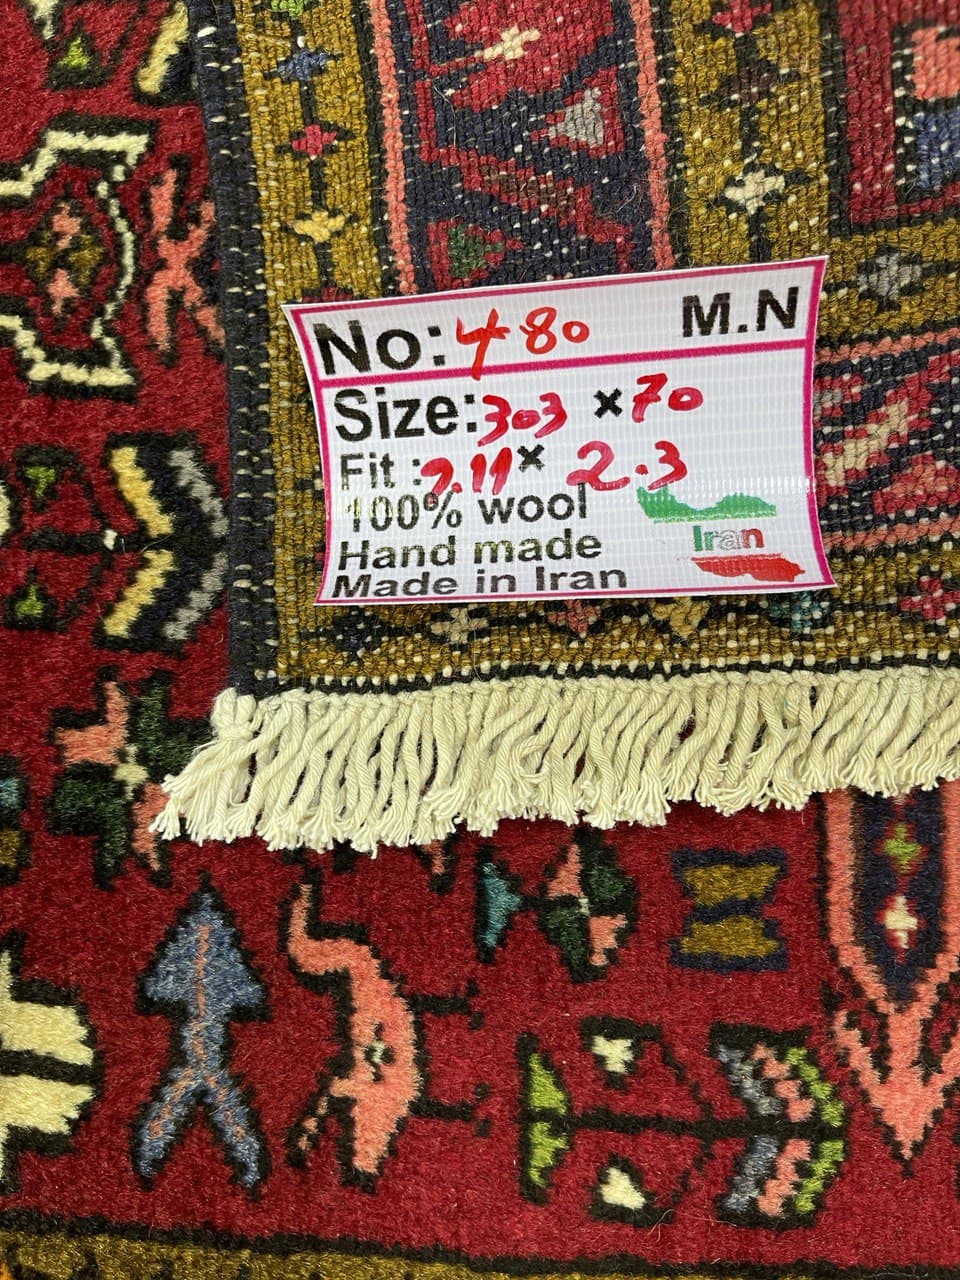 No: 480 M.N
Size: 303 × 70
Fit : 9.11 × 2.3
100% wool
Hand made
Made in Iran
Iran